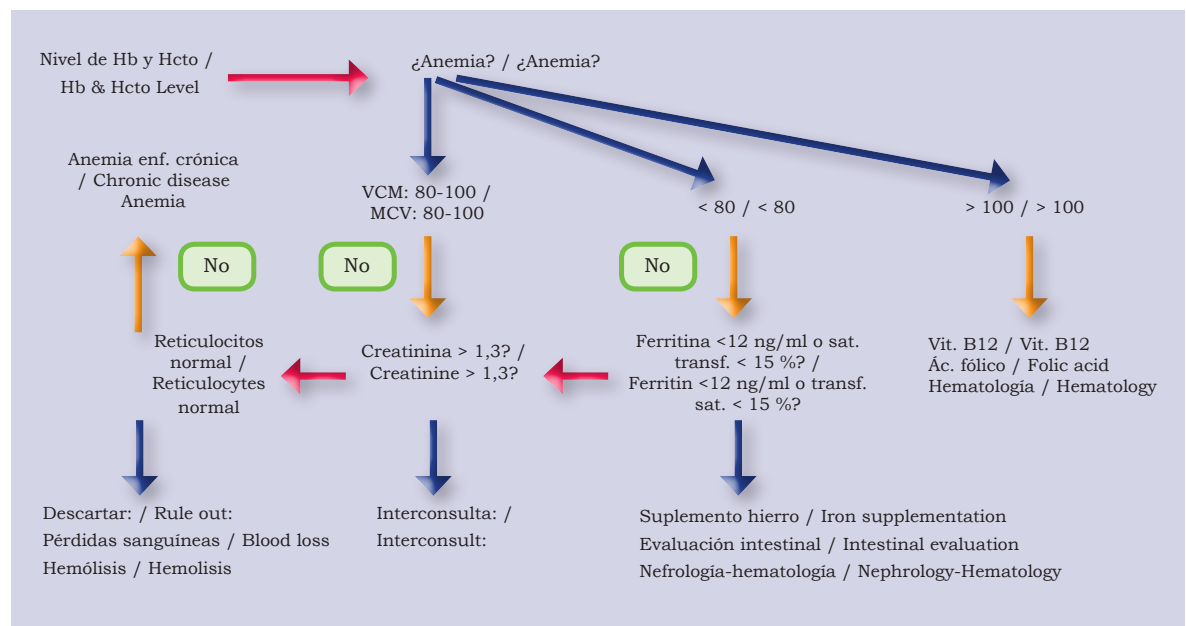 Nivel de Hb y Hcto /
Hb & Hcto Level
¿Anemia? / ¿Anemia?
Anemia enf. crónica
/ Chronic disease
Anemia
VCM: 80-100 /
MCV: 80-100
< 80 / < 80
> 100 / > 100
No
No
No
Reticulocitos
normal /
Reticulocytes
normal
Creatinina > 1,3? /
Creatinine > 1,3?
Ferritina <12 ng/ml o sat.
transf. < 15 %? /
Ferritin <12 ng/ml o transf.
sat. < 15 %?
Vit. B12 / Vit. B12
Ác. fólico / Folic acid
Hematología / Hematology
Descartar: / Rule out:
Pérdidas sanguíneas / Blood loss
Hemólisis / Hemolisis
Interconsulta: /
Interconsult:
Suplemento hierro / Iron supplementation
Evaluación intestinal / Intestinal evaluation
Nefrología-hematología / Nephrology-Hematology